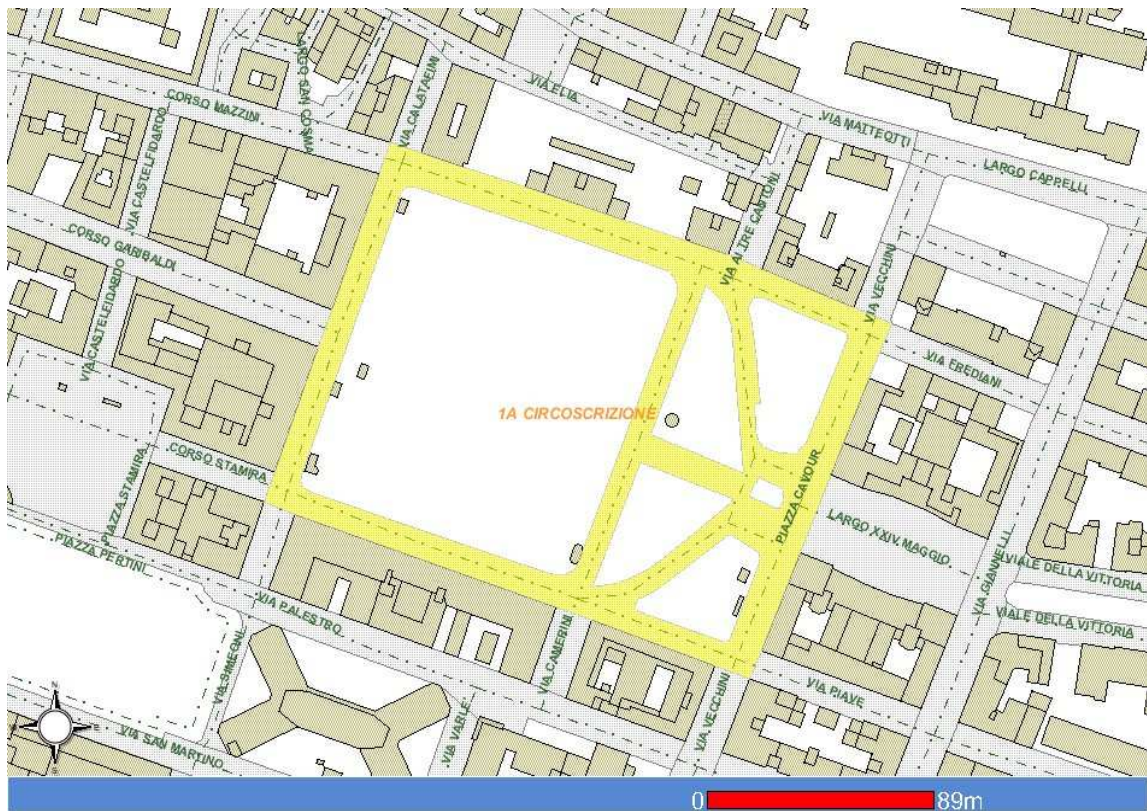 LARGO SAN COSMA
VIA ELIA
VIA CALATAFIMI
CORSO MAZZINI
VIA MATTEOTTI
LARGO CAPPELLI
VIA CASTELFIDARDO
VIA ALTRE CASTONI
CORSO GARIBALDI
VIA VECCHINI
VIA CASTELFIDARDO
VIA FREDIANI
1A CIRCOSCRIZIONE
CORSO STAMIRA
PIAZZA STAMIRA
PIAZZA CAVOUR
LARGO XXIV MAGGIO
PIAZZA PERTINI
VIA GIANNELLI
VIALE DELLA VITTORIA
VIA PALESTRO
VIALE DELLA VITTORIA
VIA SIMEONI
VIA CAMERINI
VIA VECCHINI
VIA PIAVE
VIA VARLE
VIA SAN MARTINO
N
E
S
0
89m